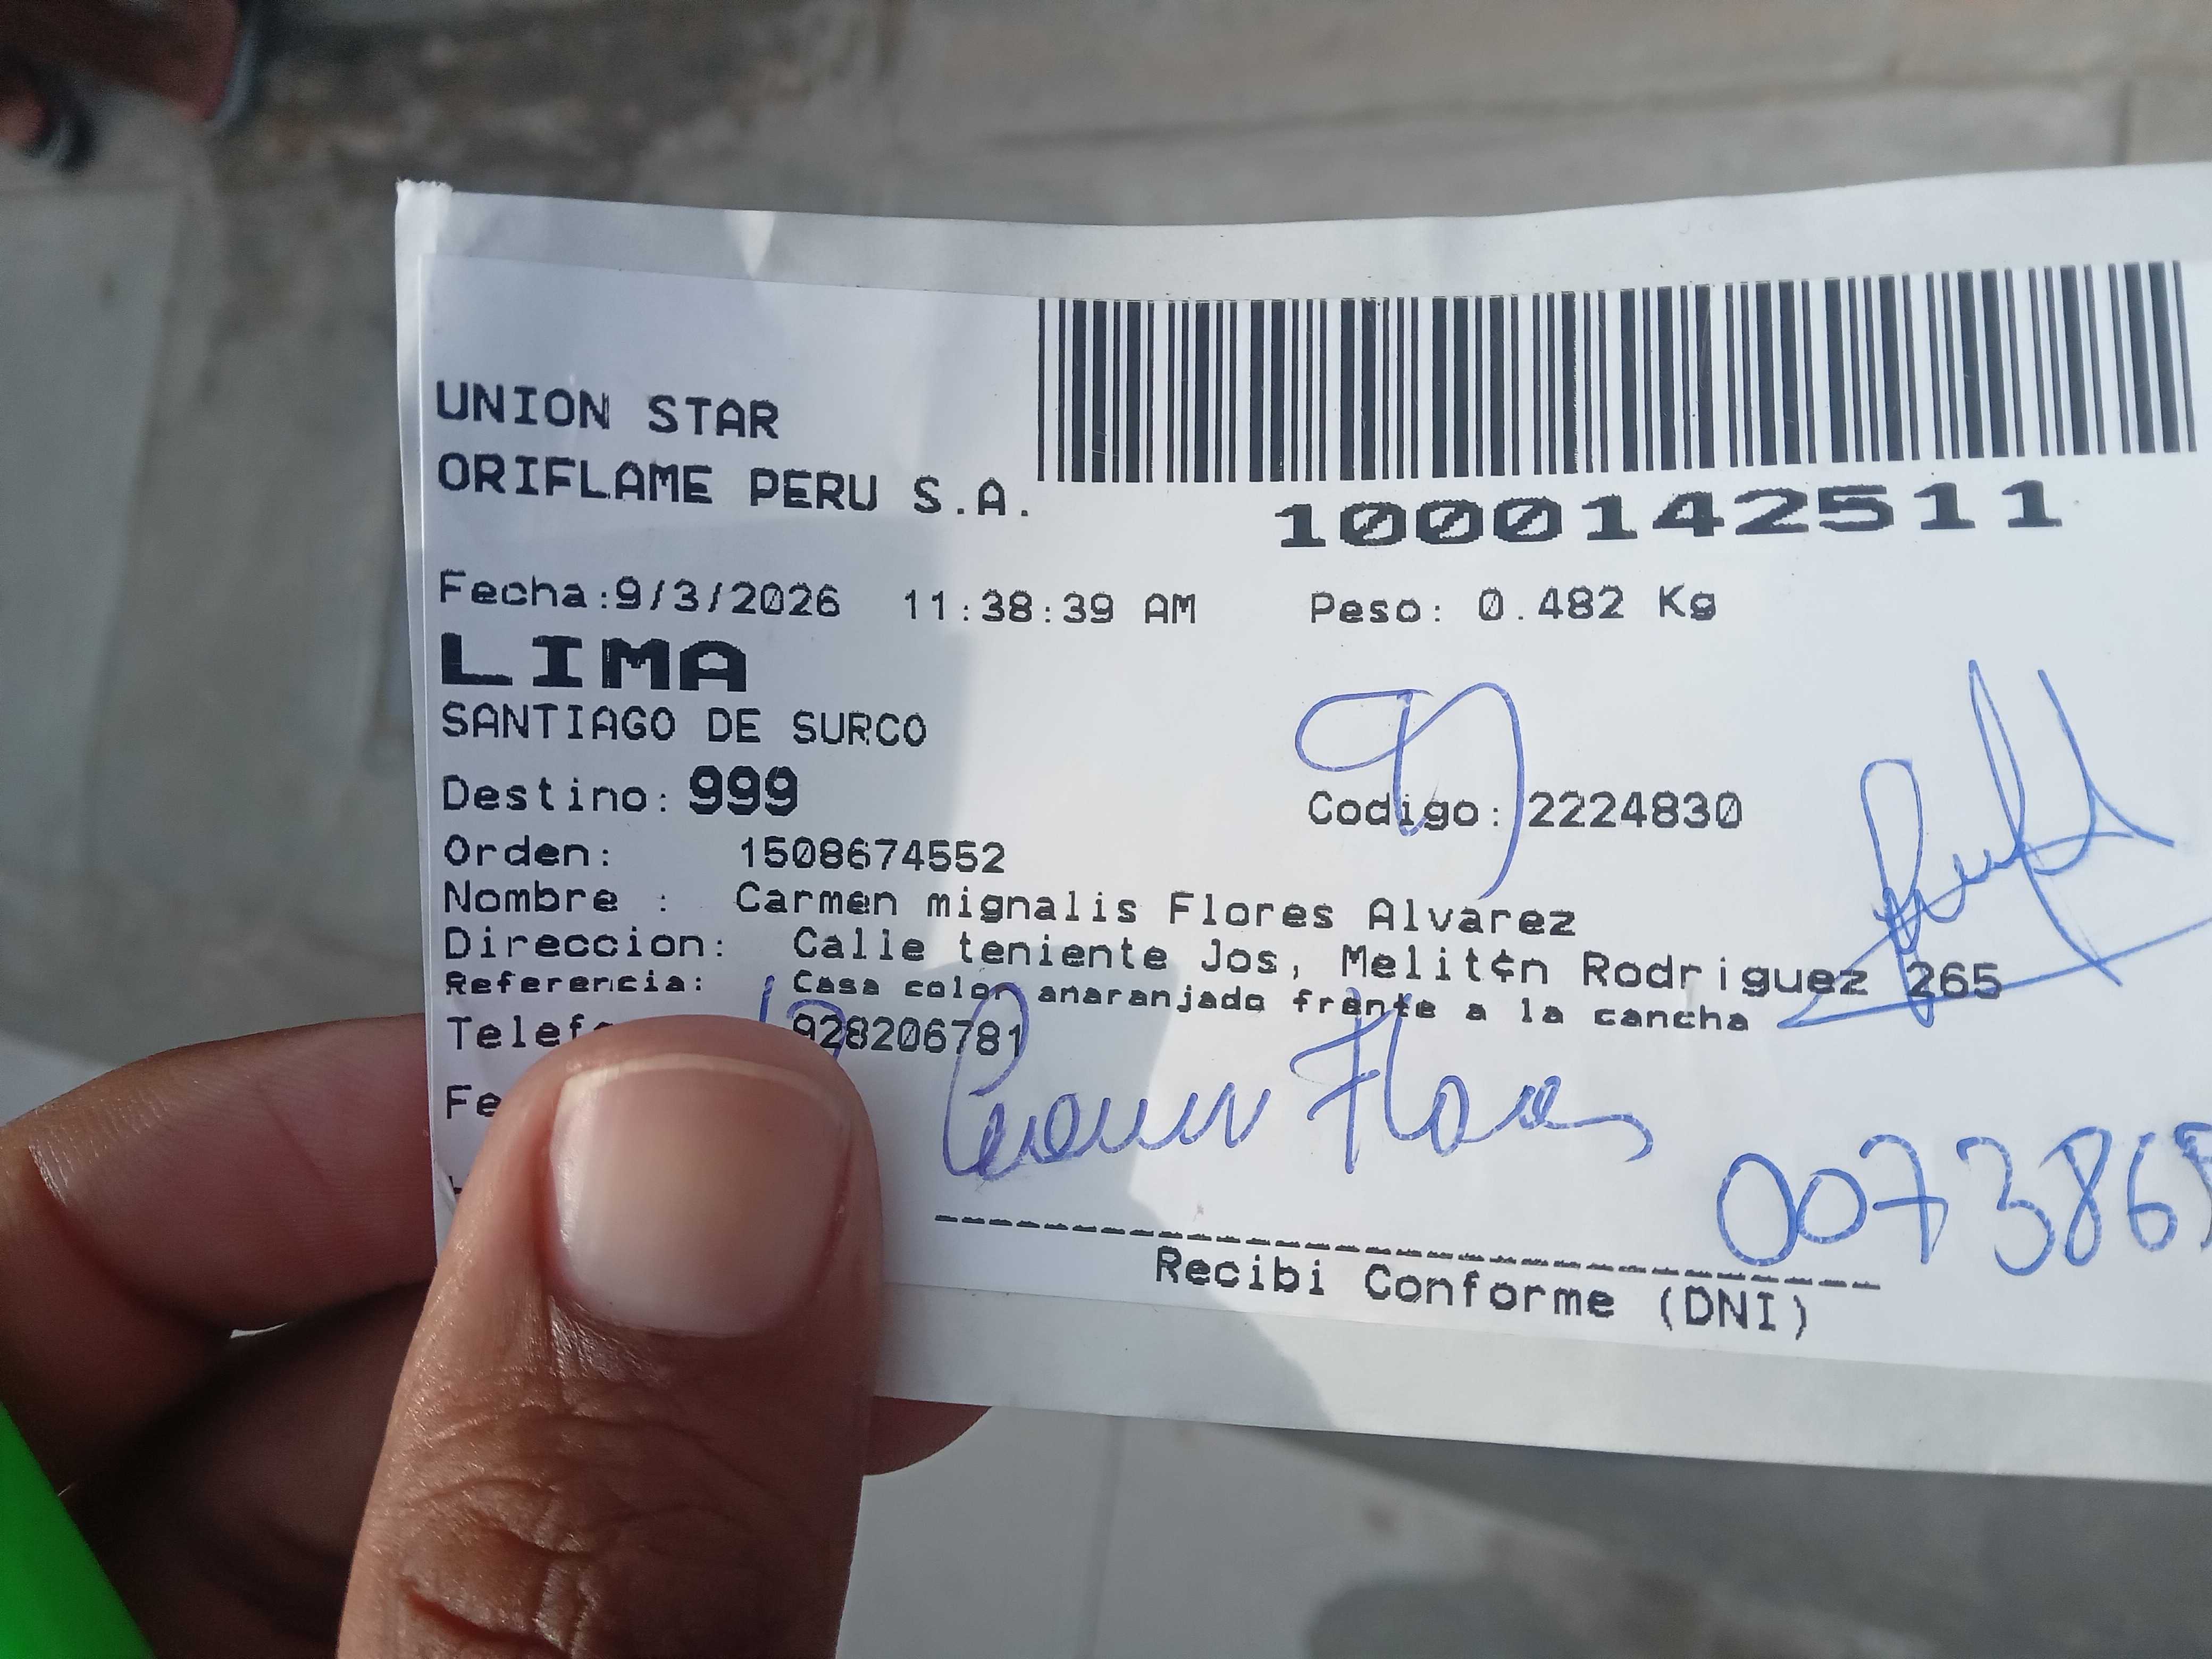 UNION STAR
ORIFLAME PERU S.A.
1000142511
Fecha:9/3/2026 11:38:39 AM Peso: 0.482 Kg
LIMA
SANTIAGO DE SURCO
Destino: 999 Codigo: 2224830
Orden: 1508674552
Nombre : Carmen mignalis Flores Alvarez
Direccion: Calle teniente Jos, Melit¢n Rodriguez 265
Referencia: Casa color anaranjado frente a la cancha
928206781
Flores
Recibi Conforme (DNI)